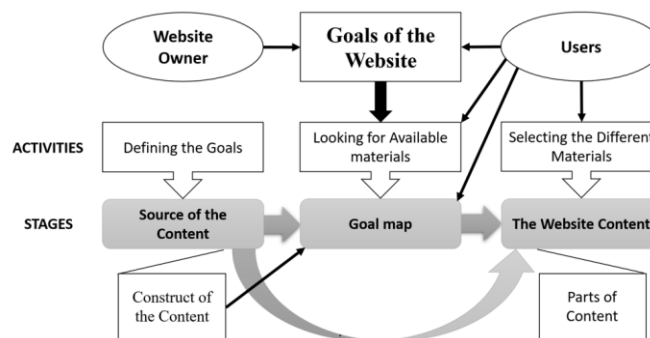 Website
Owner
Goals of the
Website
Users
ACTIVITIES
Defining the Goals
Looking for Available
materials
Selecting the Different
Materials
STAGES
Source of the
Content
Goal map
The Website Content
Construct of
the Content
Parts of
Content